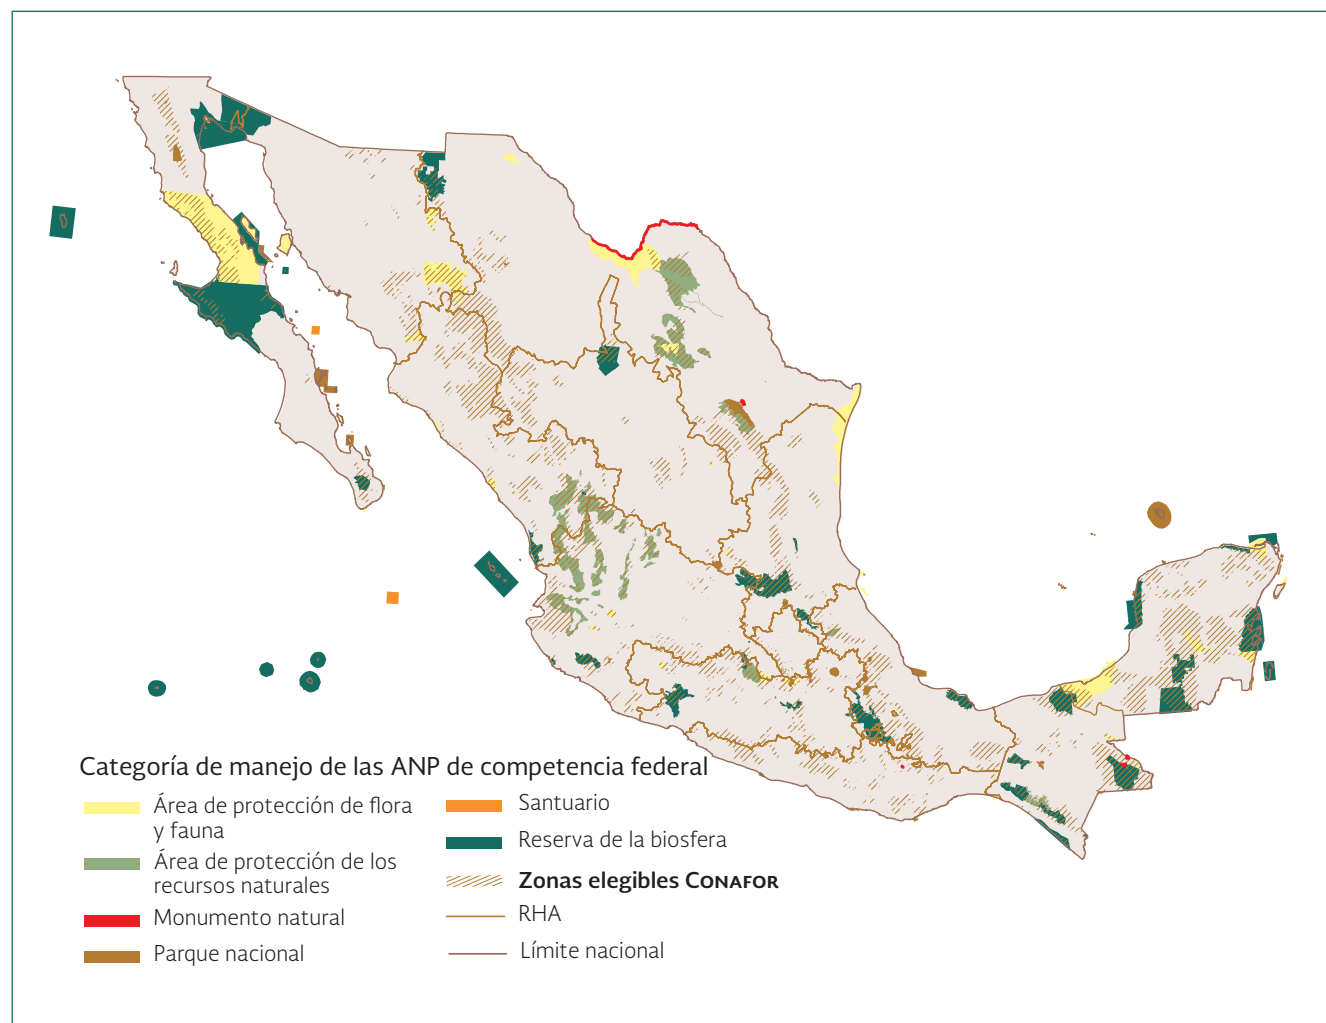 Categoría de manejo de las ANP de competencia federal
Área de protección de flora
y fauna
Área de protección de los
recursos naturales
Monumento natural
Parque nacional
Santuario
Reserva de la biosfera
Zonas elegibles CONAFOR
RHA
Límite nacional